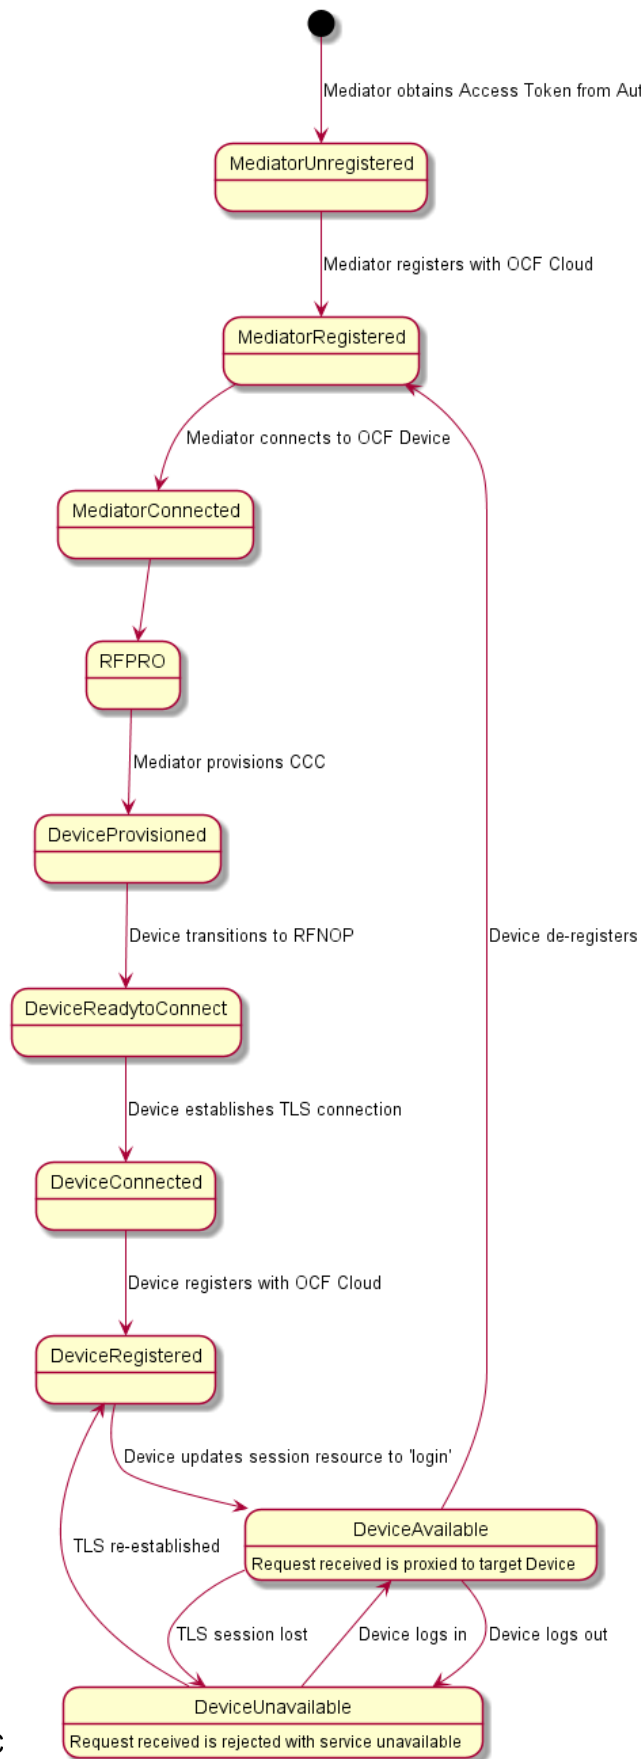 Mediator obtains Access Token from Aut
MediatorUnregistered
Mediator registers with OCF Cloud
MediatorRegistered
Mediator connects to OCF Device
MediatorConnected
RFPRO
Mediator provisions CCC
DeviceProvisioned
Device transitions to RFNOP
Device de-registers
DeviceReadytoConnect
Device establishes TLS connection
DeviceConnected
Device registers with OCF Cloud
DeviceRegistered
Device updates session resource to 'login'
DeviceAvailable
Request received is proxied to target Device
TLS re-established
TLS session lost
Device logs in
Device logs out
DeviceUnavailable
Request received is rejected with service unavailable